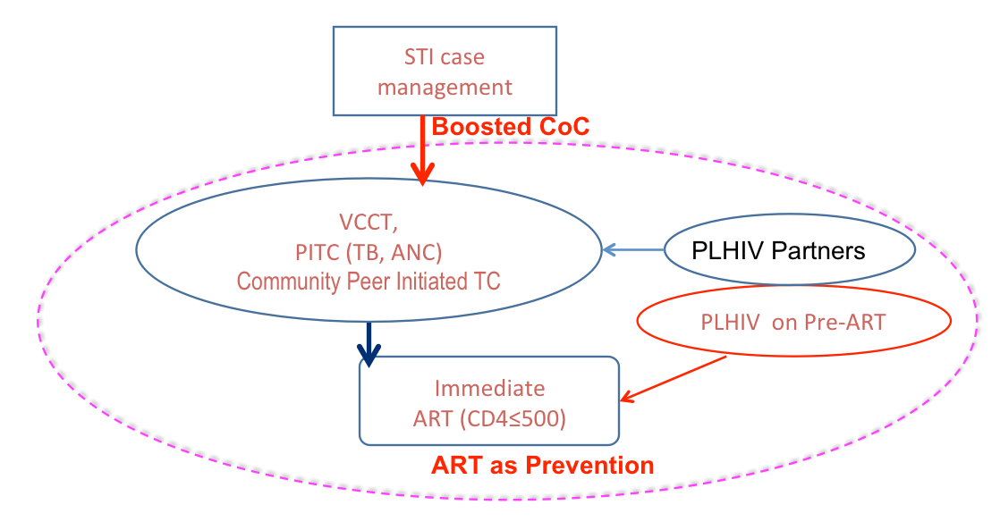 STI case
management
Boosted CoC
VCCT,
PITC (TB, ANC)
Community Peer Initiated TC
PLHIV Partners
PLHIV  on Pre-ART
Immediate
ART (CD4≤500)
ART as Prevention